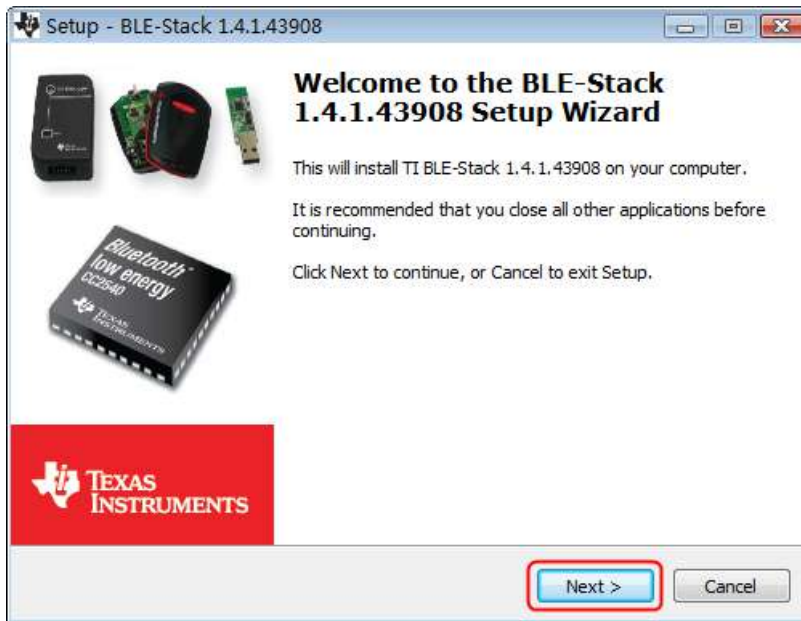 Setup - BLE-Stack 1.4.1.43908
Welcome to the BLE-Stack
1.4.1.43908 Setup Wizard
This will install TI BLE-Stack 1.4.1.43908 on your computer.
It is recommended that you close all other applications before
continuing.
Click Next to continue, or Cancel to exit Setup.
Bluetooth®
low energy
CC2540
TEXAS
INSTRUMENTS
TEXAS
INSTRUMENTS
Next >
Cancel